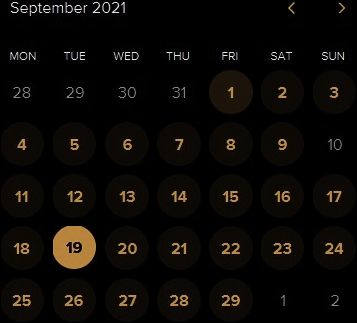 September 2021
MON TUE WED THU FRI SAT SUN
28 29 30 31 1 2 3
4 5 6 7 8 9 10
11 12 13 14 15 16 17
18 19 20 21 22 23 24
25 26 27 28 29 1 2